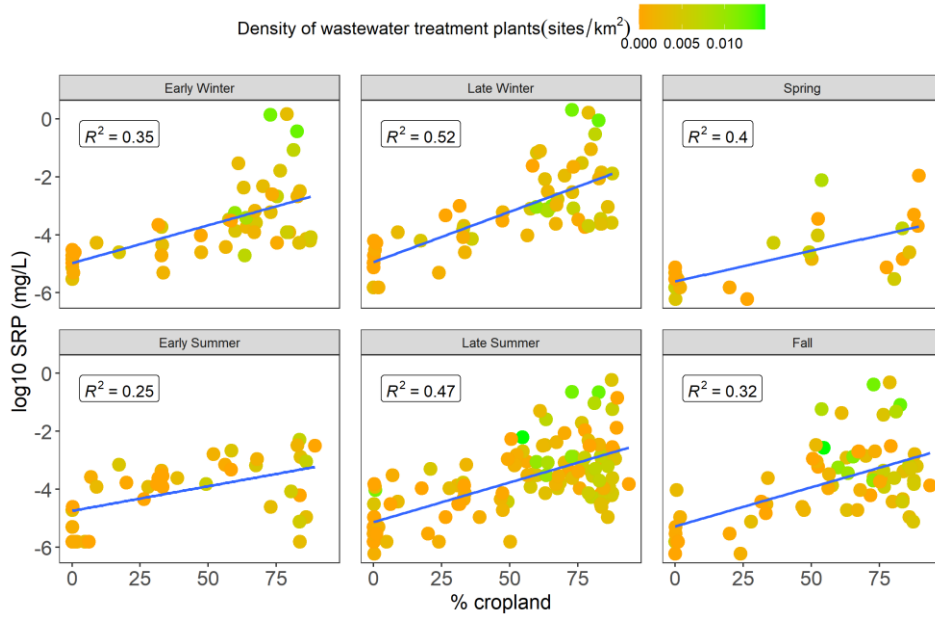 Density of wastewater treatment plants(sites/km²)
0.000 0.005 0.010
Early Winter
Late Winter
Spring
R² = 0.35
R² = 0.52
R² = 0.4
0
-2
-4
-6
Early Summer
Late Summer
Fall
R² = 0.25
R² = 0.47
R² = 0.32
0
-2
-4
-6
log10 SRP (mg/L)
0 25 50 75
0 25 50 75
0 25 50 75
% cropland